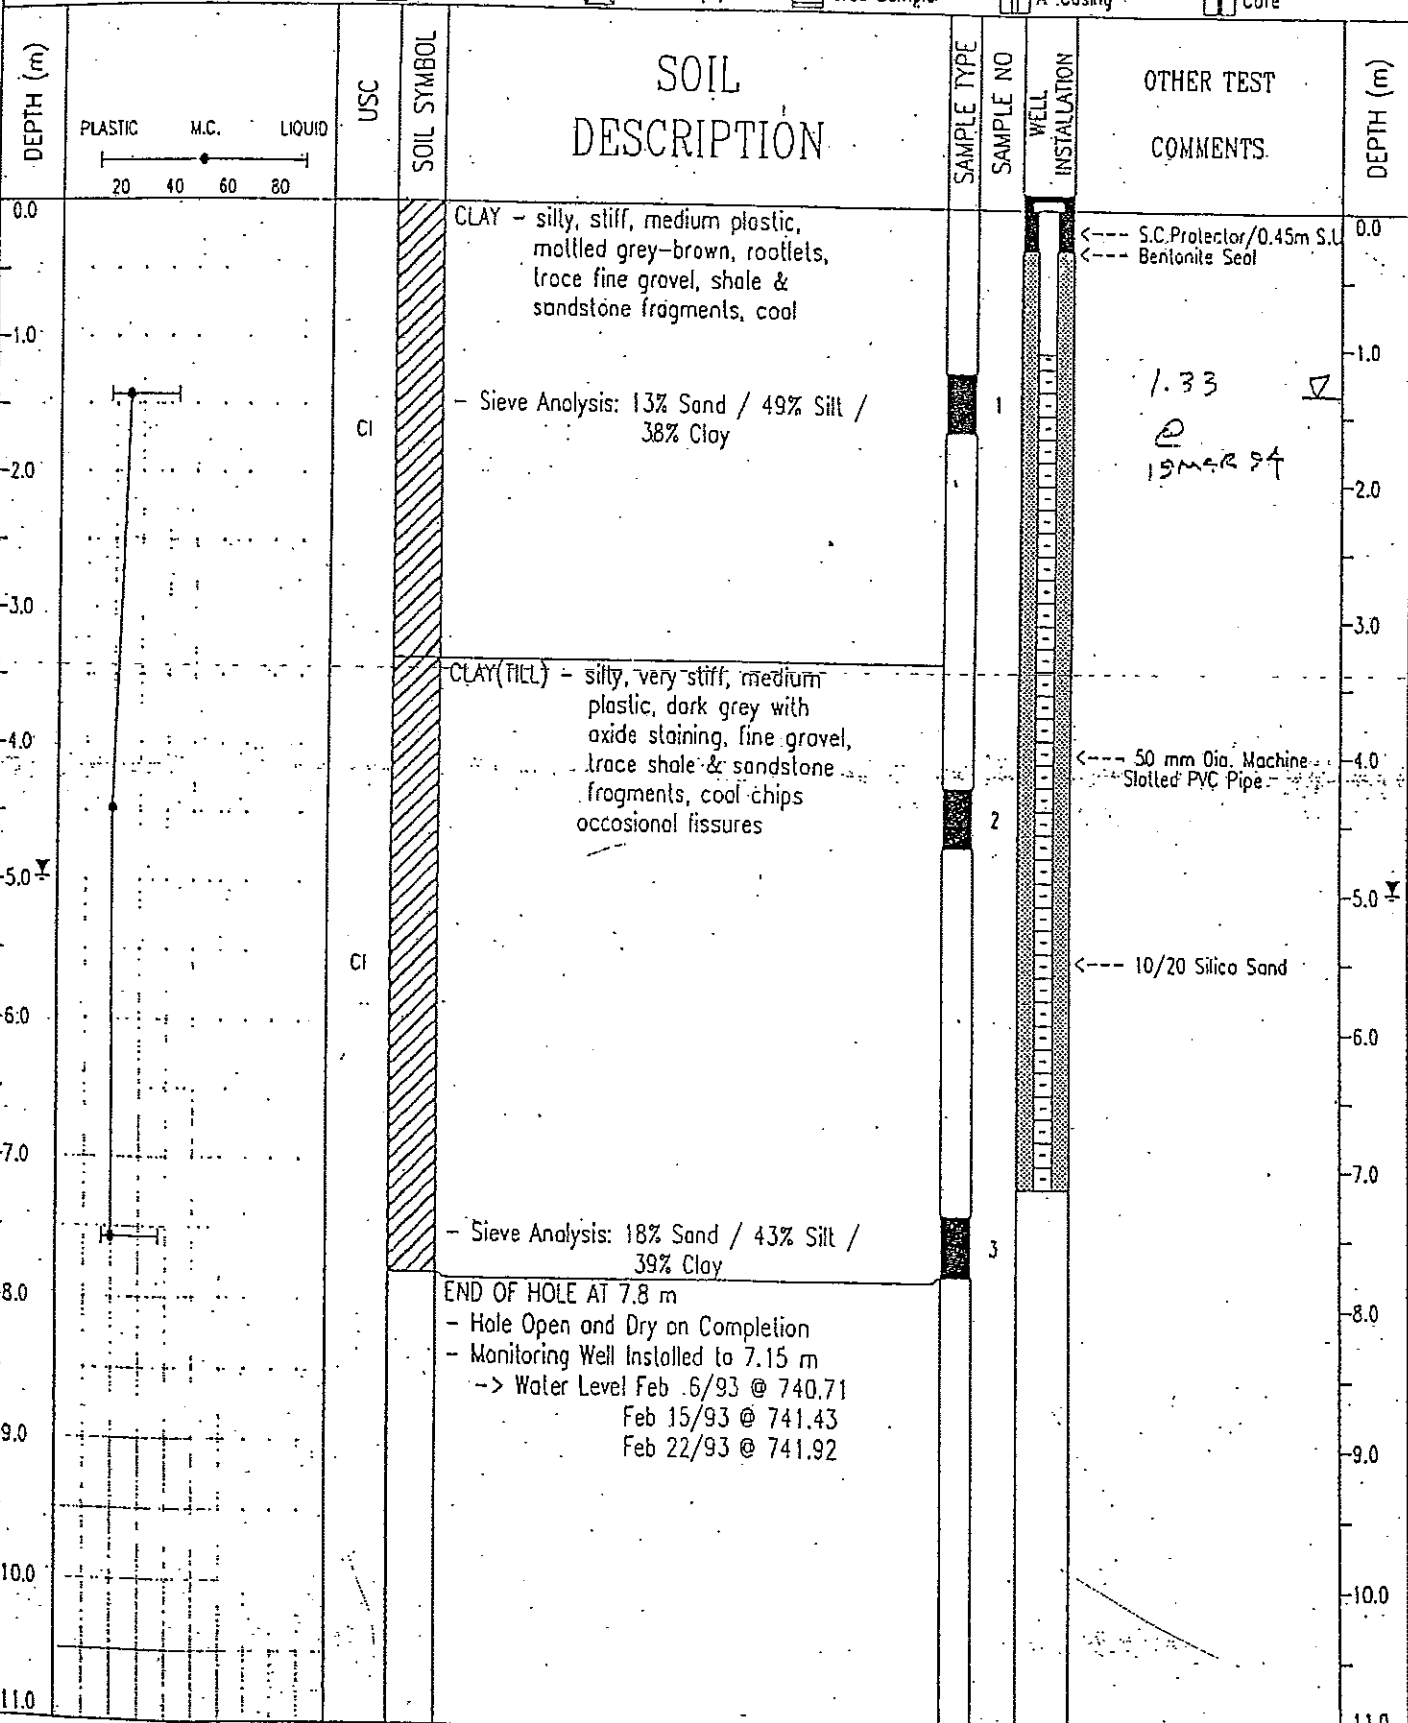 A .Casing
Core
DEPTH (m)
PLASTIC M.C. LIQUID
20 40 60 80
USC
SOIL SYMBOL
SOIL
DESCRIPTION
SAMPLE TYPE
SAMPLE NO
WELL
INSTALLATION
OTHER TEST
COMMENTS
DEPTH (m)
0.0
CLAY - silty, stiff, medium plastic,
mottled grey-brown, rootlets,
trace fine gravel, shale &
sandstone fragments, coal
<--- S.C.Protector/0.45m S.U
<--- Bentonite Seal
0.0
-1.0
-1.0
1.33
@
- Sieve Analysis: 13% Sand / 49% Silt /
38% Clay
CI
1
-2.0
-2.0
-3.0
-3.0
CLAY(TILL) - silty, very stiff, medium
plastic, dark grey with
oxide staining, fine gravel,
trace shale & sandstone
fragments, coal chips
occasional fissures
-4.0
<--- 50 mm Dia. Machine
Slotted PVC Pipe
-4.0
2
-5.0
-5.0
CI
<--- 10/20 Silica Sand
-6.0
-6.0
-7.0
-7.0
- Sieve Analysis: 18% Sand / 43% Silt /
39% Clay
3
END OF HOLE AT 7.8 m
- Hole Open and Dry on Completion
- Monitoring Well Installed to 7.15 m
-> Water Level Feb .6/93 @ 740.71
Feb 15/93 @ 741.43
Feb 22/93 @ 741.92
-8.0
-8.0
-9.0
-9.0
10.0
-10.0
11.0
11.0